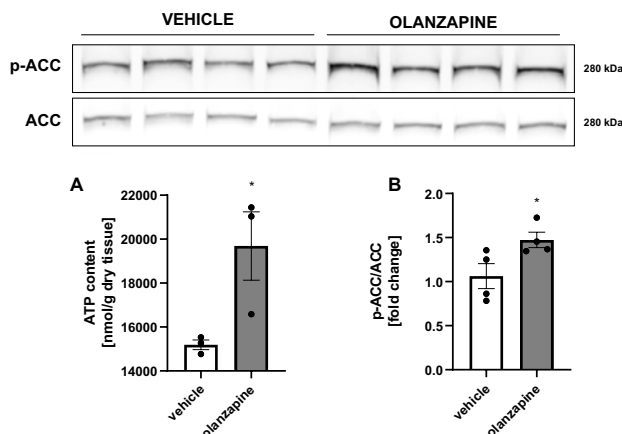 VEHICLE OLANZAPINE
p-ACC 280 kDa
ACC 280 kDa
A
B
ATP content
[nmol/g dry tissue]
22000
20000
18000
16000
14000
*
vehicle
olanzapine
p-ACC/ACC
[fold change]
2.0
1.5
1.0
0.5
0.0
*
vehicle
olanzapine